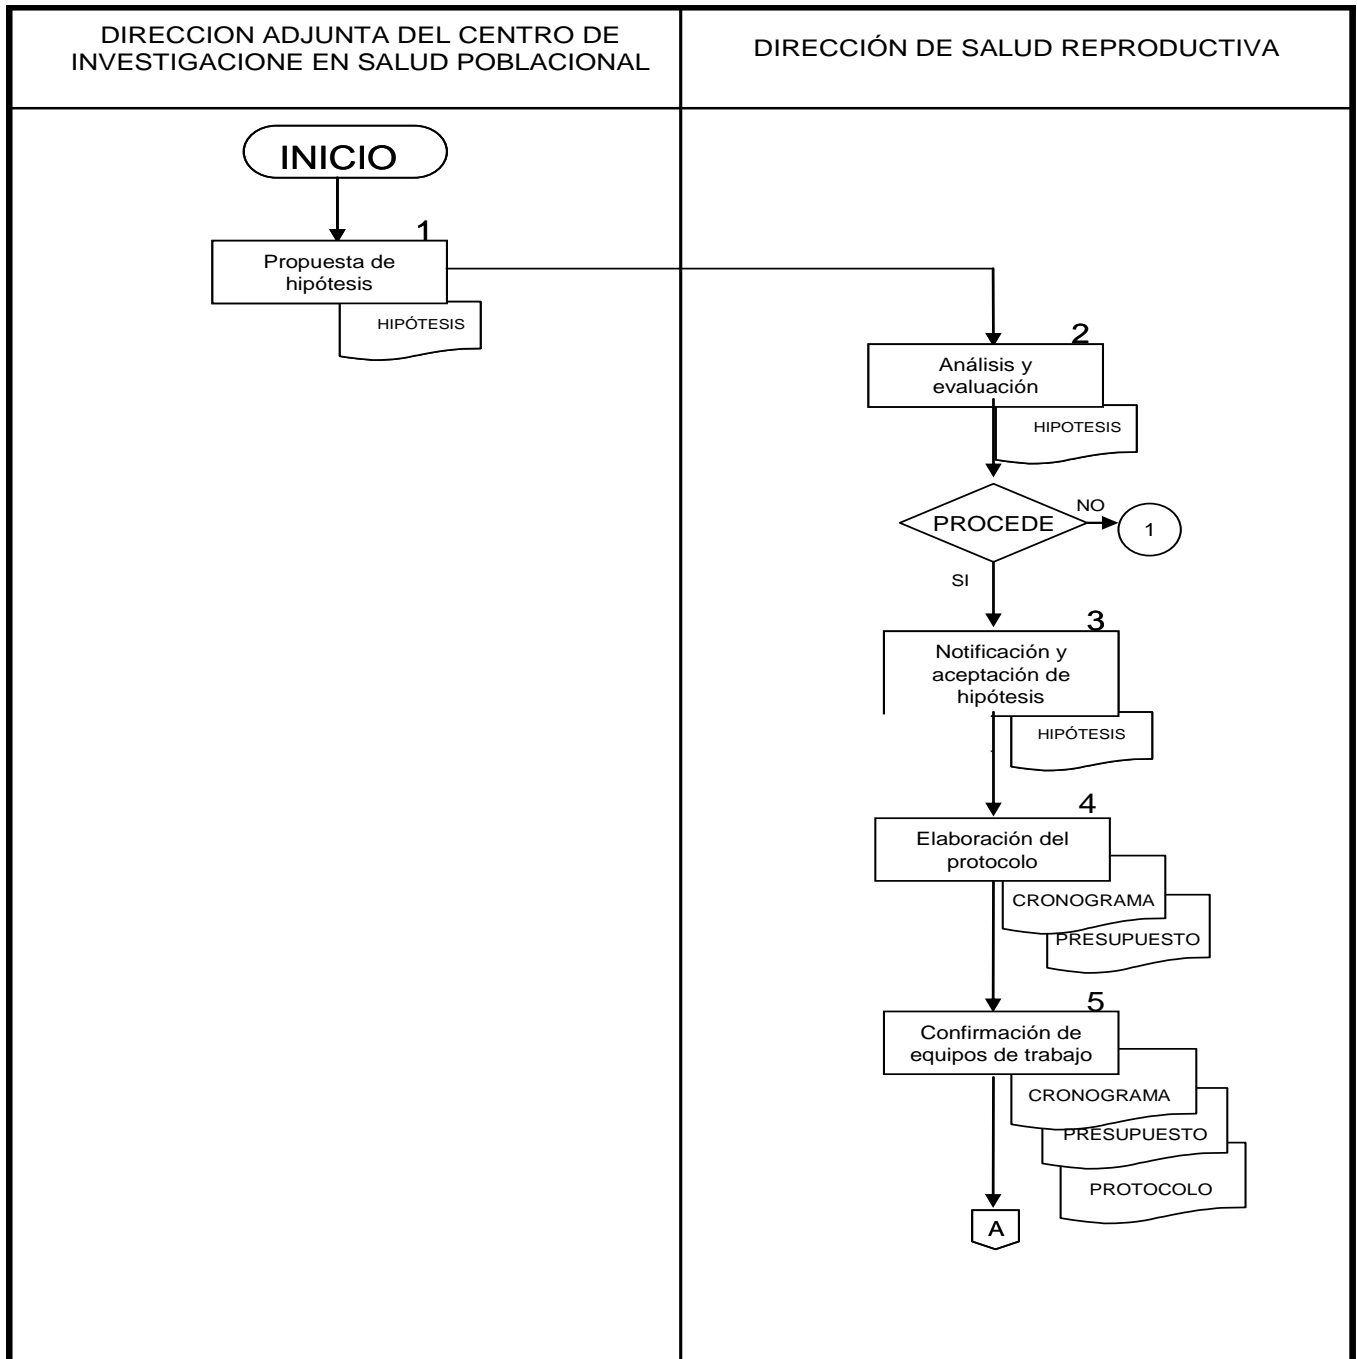 DIRECCION ADJUNTA DEL CENTRO DE
INVESTIGACIONE EN SALUD POBLACIONAL
DIRECCIÓN DE SALUD REPRODUCTIVA
INICIO
1
Propuesta de
hipótesis
HIPÓTESIS
2
Análisis y
evaluación
HIPOTESIS
PROCEDE
NO
1
SI
3
Notificación y
aceptación de
hipótesis
HIPÓTESIS
4
Elaboración del
protocolo
CRONOGRAMA
PRESUPUESTO
5
Confirmación de
equipos de trabajo
CRONOGRAMA
PRESUPUESTO
PROTOCOLO
A